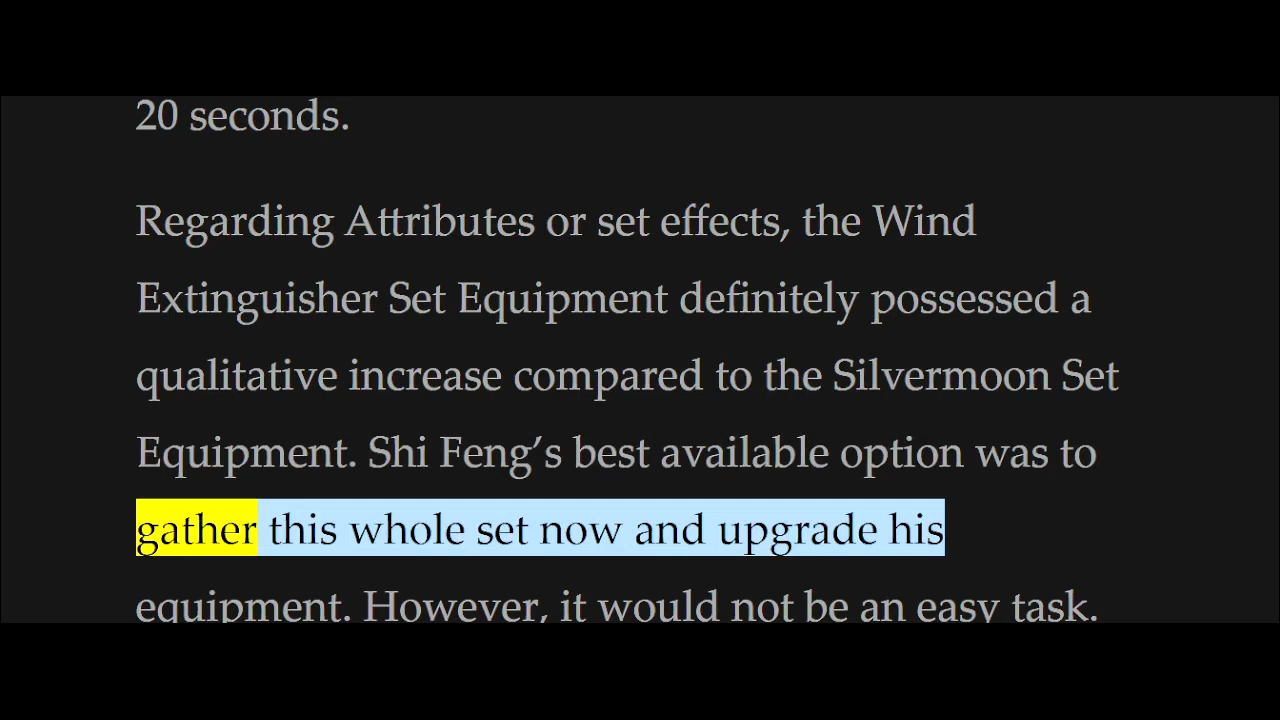 20 seconds.
Regarding Attributes or set effects, the Wind
Extinguisher Set Equipment definitely possessed a
qualitative increase compared to the Silvermoon Set
Equipment. Shi Feng’s best available option was to
gather this whole set now and upgrade his
equipment. However, it would not be an easy task.